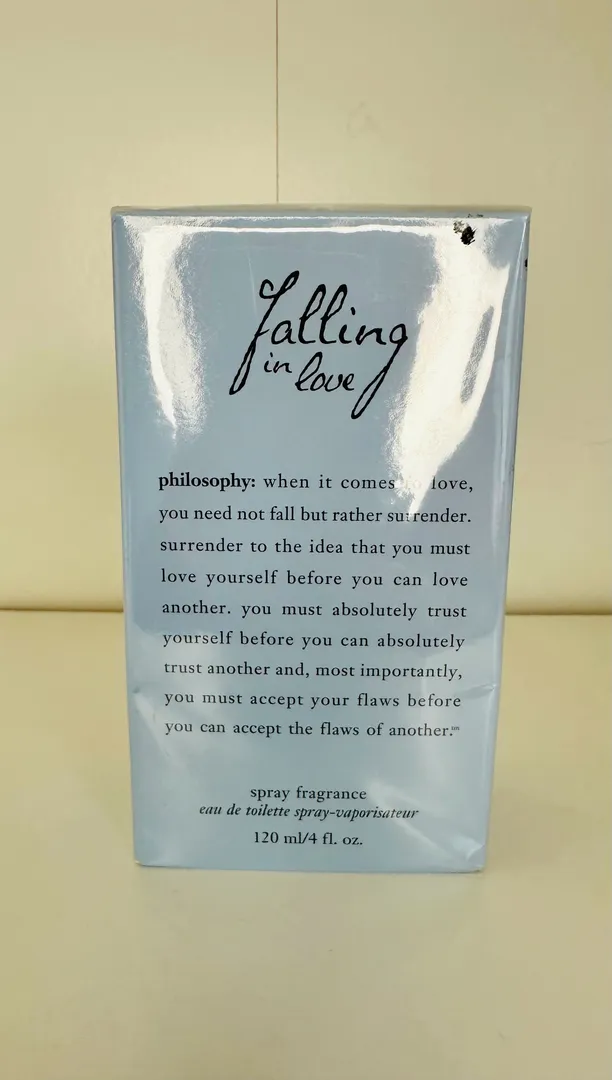 falling
in love
philosophy: when it comes to love,
you need not fall but rather surrender.
surrender to the idea that you must
love yourself before you can love
another. you must absolutely trust
yourself before you can absolutely
trust another and, most importantly,
you must accept your flaws before
you can accept the flaws of another.℠
spray fragrance
eau de toilette spray-vaporisateur
120 ml/4 fl. oz.